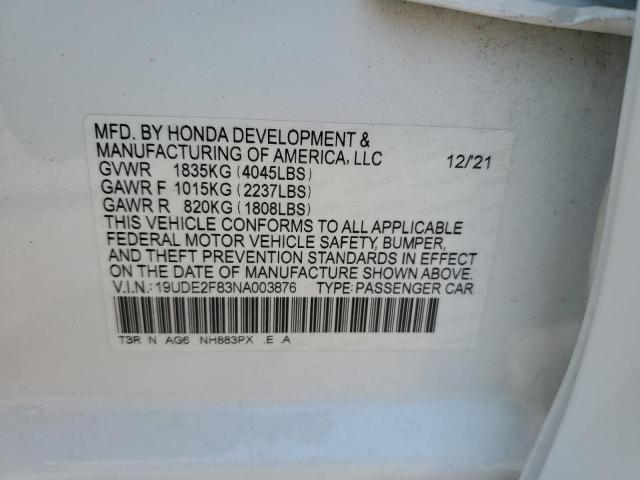 MFD. BY HONDA DEVELOPMENT &
MANUFACTURING OF AMERICA, LLC 12/21
GVWR 1835KG (4045LBS)
GAWR F 1015KG (2237LBS)
GAWR R 820KG (1808LBS)
THIS VEHICLE CONFORMS TO ALL APPLICABLE
FEDERAL MOTOR VEHICLE SAFETY, BUMPER,
AND THEFT PREVENTION STANDARDS IN EFFECT
ON THE DATE OF MANUFACTURE SHOWN ABOVE.
V.I.N.: 19UDE2F83NA003876 TYPE: PASSENGER CAR
T3R N AG6 NH883PX .E .A